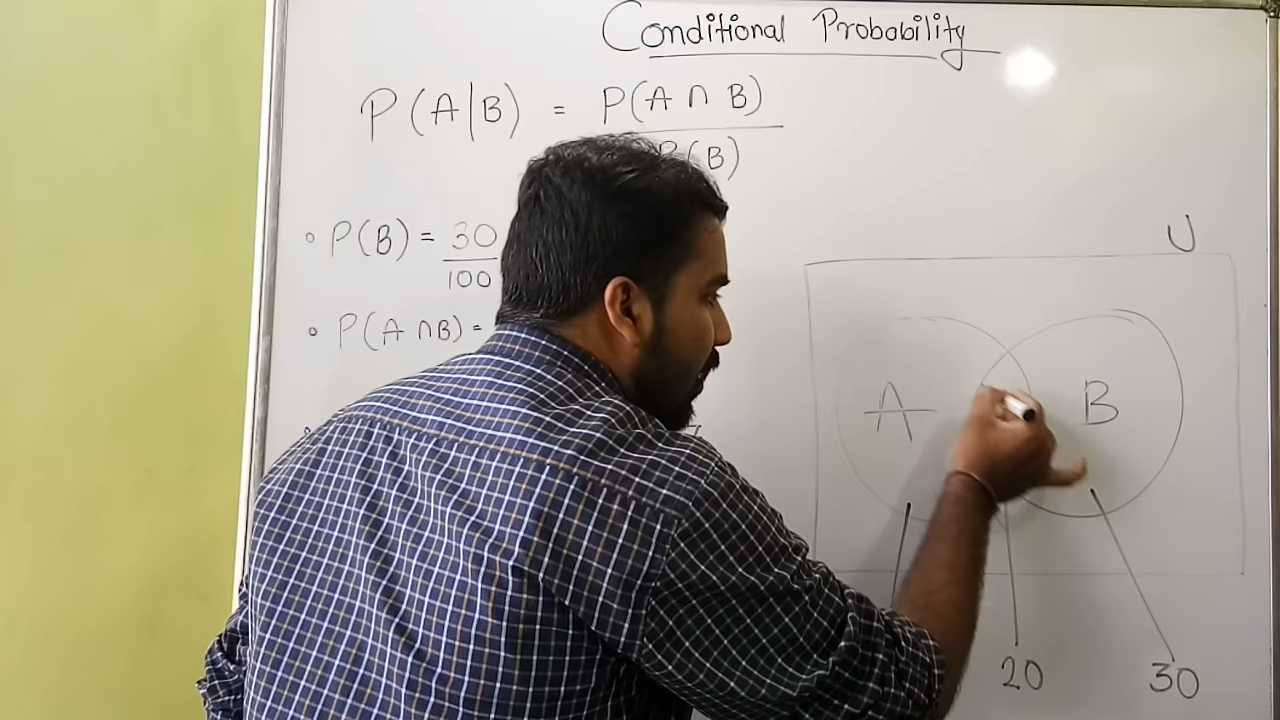 Conditional Probability
P(A|B) = P(A ∩ B)
P(B)
U
P(B) = 30
100
P(A ∩B) =
A
B
20
30